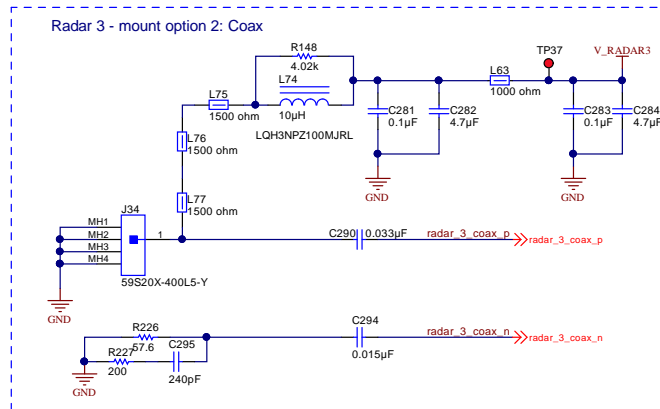 Radar 3 - mount option 2: Coax
R148
4.02k
L74
10µH
LQH3NPZ100MJRL
L75
1500 ohm
L76
1500 ohm
L77
1500 ohm
L63
1000 ohm
TP37
V_RADAR3
C281
0.1µF
C282
4.7µF
C283
0.1µF
C284
4.7µF
GND
GND
J34
MH1
MH2
MH3
MH4
1
59S20X-400L5-Y
GND
C290
0.033µF
radar_3_coax_p
radar_3_coax_p
R226
57.6
R227
200
C295
240pF
C294
0.015µF
radar_3_coax_n
radar_3_coax_n
GND